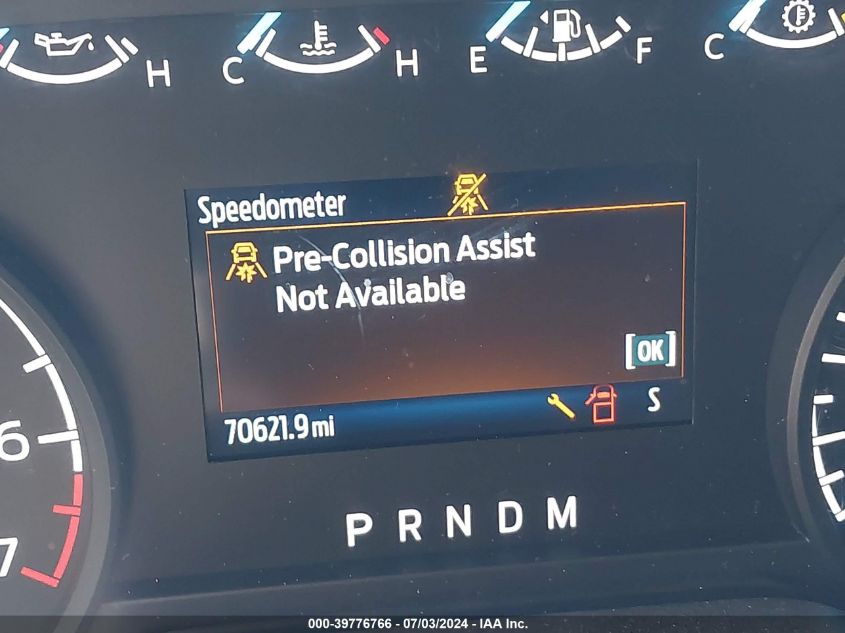 H C H E F C
Speedometer
Pre-Collision Assist
Not Available
[OK]
70621.9 mi S
6
7
P R N D M
000-39776766 - 07/03/2024 - IAA Inc.